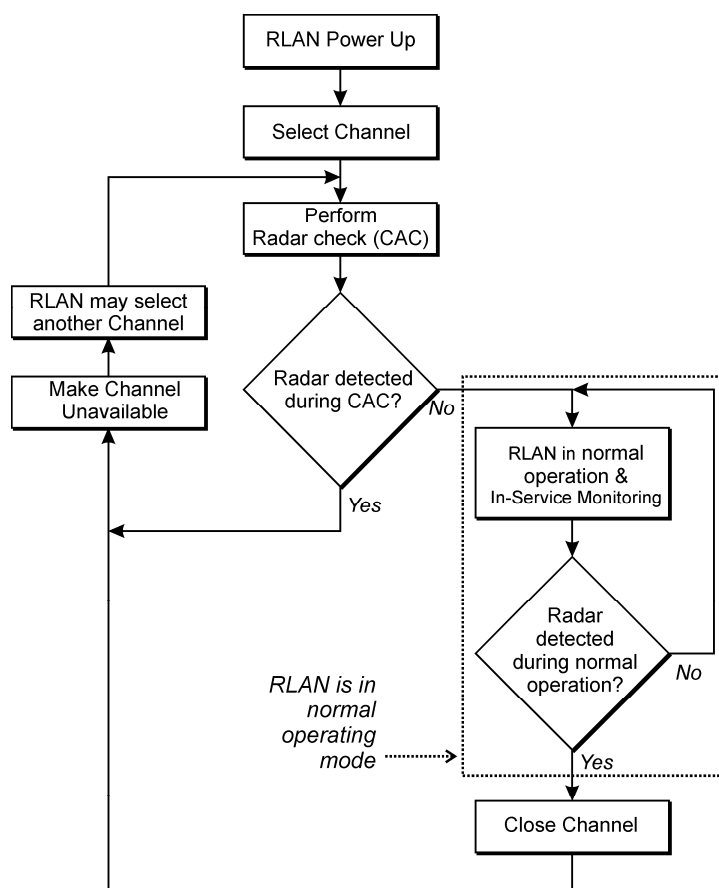 RLAN Power Up
Select Channel
Perform
Radar check (CAC)
RLAN may select
another Channel
Make Channel
Unavailable
Radar detected
during CAC?
No
Yes
RLAN in normal
operation &
In-Service Monitoring
Radar
detected
during normal
operation?
No
Yes
RLAN is in
normal
operating
mode
Close Channel